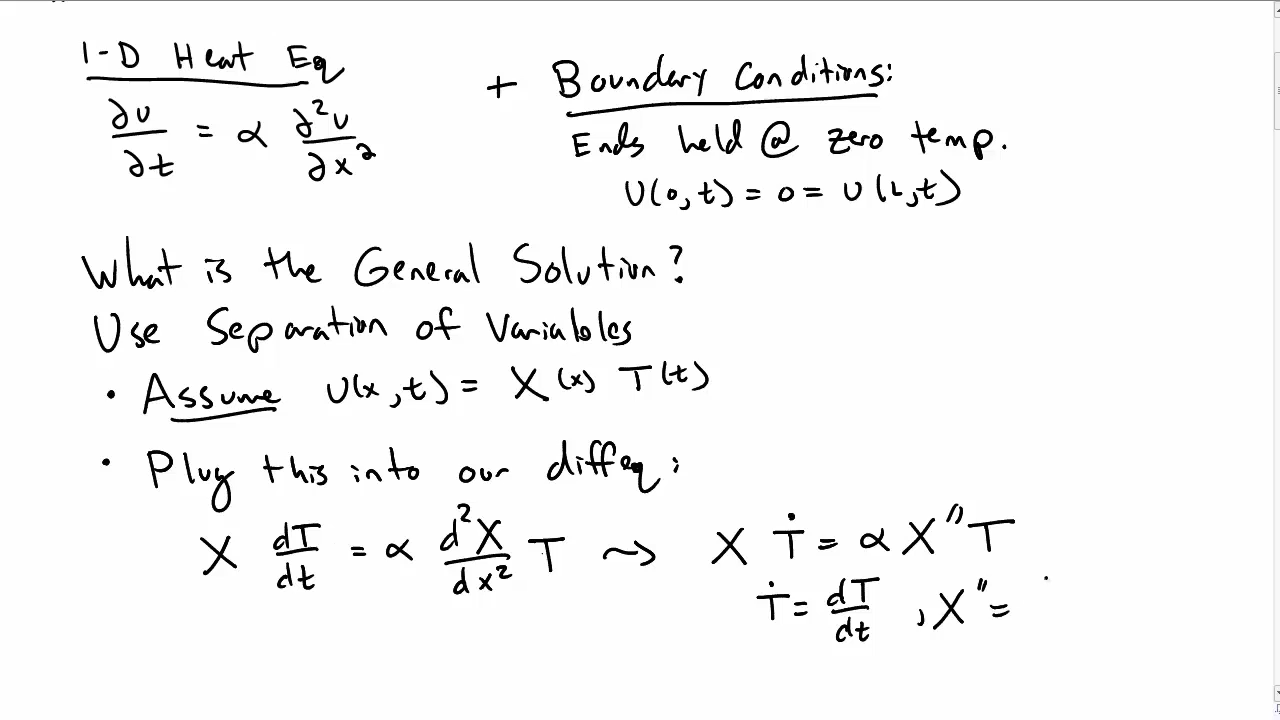 1-D Heat Eq
∂u/∂t = α ∂²u/∂x²
+ Boundary Conditions:
Ends held @ zero temp.
U(0,t) = 0 = U(L,t)
What is the General Solution?
Use Separation of Variables
• Assume U(x,t) = X(x) T(t)
• Plug this into our diffeq:
X dT/dt = α d²X/dx² T ⇝ X Ṫ = α X'' T
Ṫ = dT/dt , X'' =